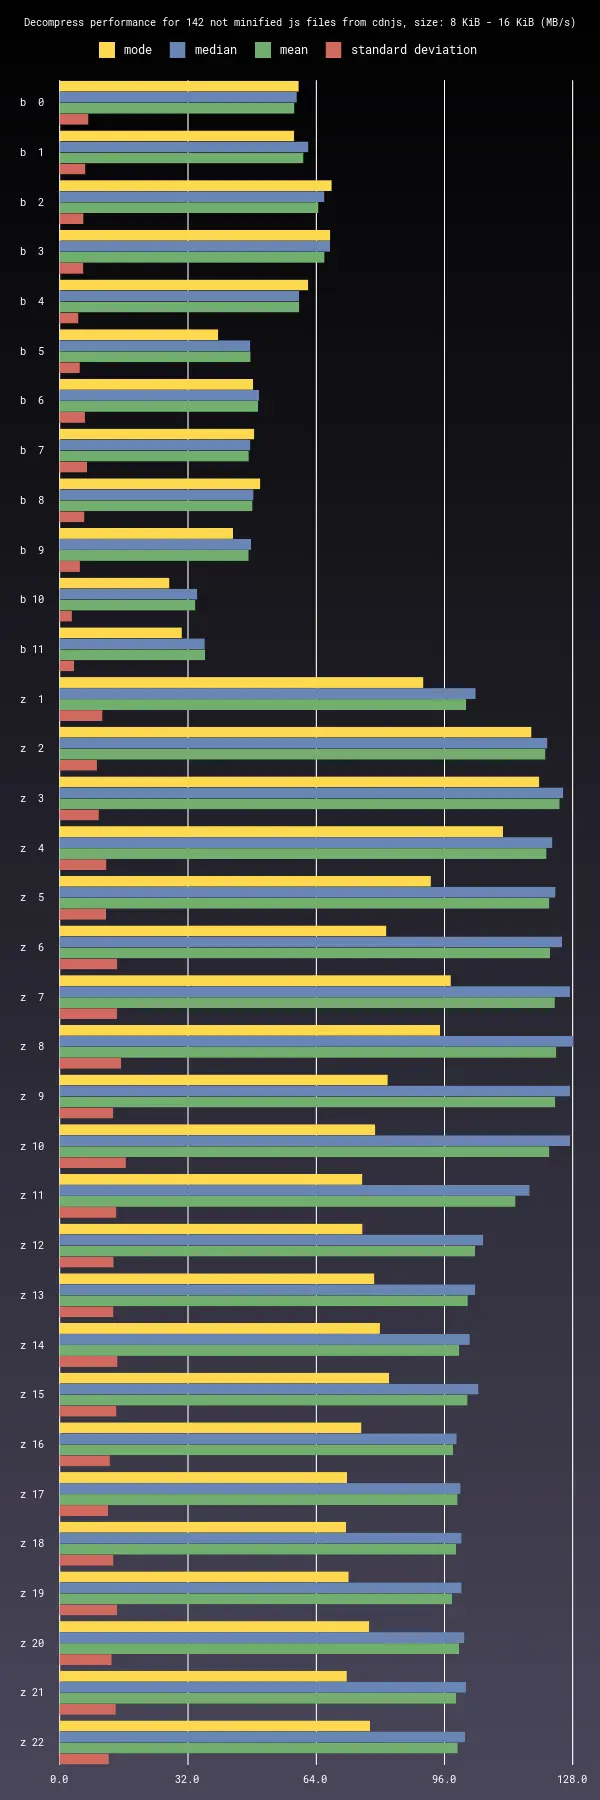 Decompress performance for 142 not minified js files from cdnjs, size: 8 KiB - 16 KiB (MB/s)
mode median mean standard deviation
b 0
b 1
b 2
b 3
b 4
b 5
b 6
b 7
b 8
b 9
b 10
b 11
z 1
z 2
z 3
z 4
z 5
z 6
z 7
z 8
z 9
z 10
z 11
z 12
z 13
z 14
z 15
z 16
z 17
z 18
z 19
z 20
z 21
z 22
0.0 32.0 64.0 96.0 128.0